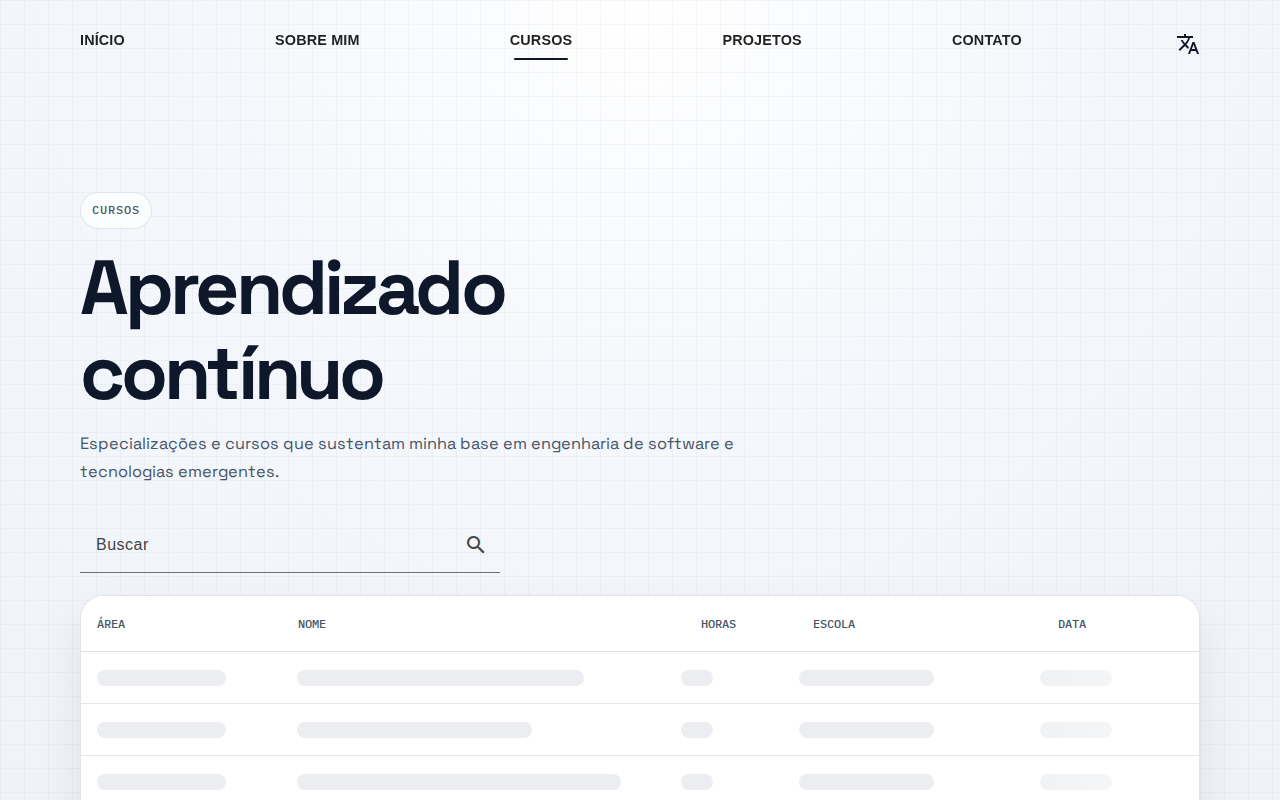 INÍCIO SOBRE MIM CURSOS PROJETOS CONTATO
CURSOS
Aprendizado
contínuo
Especializações e cursos que sustentam minha base em engenharia de software e
tecnologias emergentes.
Buscar
ÁREA NOME HORAS ESCOLA DATA